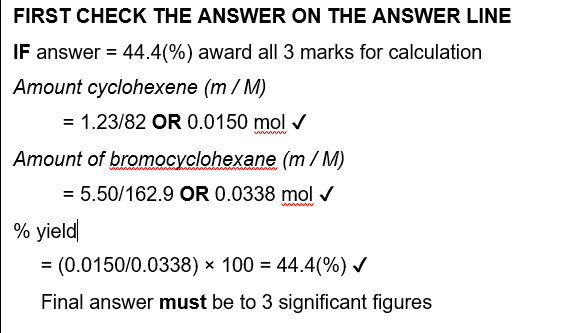 FIRST CHECK THE ANSWER ON THE ANSWER LINE
IF answer = 44.4(%) award all 3 marks for calculation
Amount cyclohexene (m / M)
= 1.23/82 OR 0.0150 mol ✓
Amount of bromocyclohexane (m / M)
= 5.50/162.9 OR 0.0338 mol ✓
% yield
= (0.0150/0.0338) × 100 = 44.4(%) ✓
Final answer must be to 3 significant figures